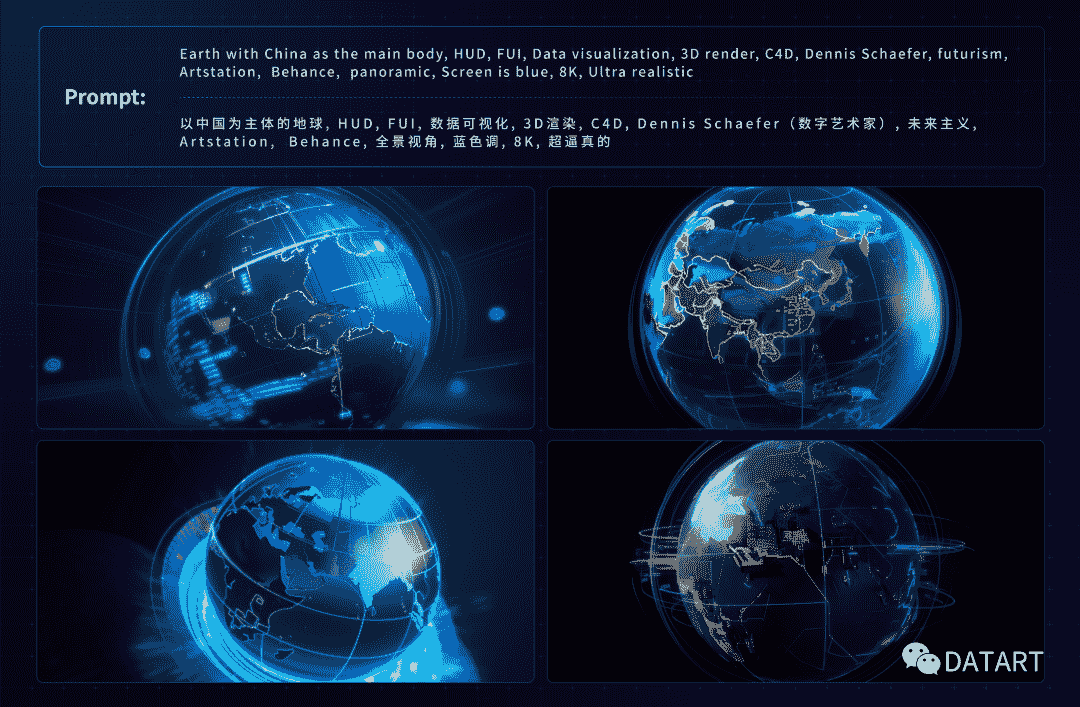 Earth with China as the main body, HUD, FUI, Data visualization, 3D render, C4D, Dennis Schaefer, futurism,
Artstation, Behance, panoramic, Screen is blue, 8K, Ultra realistic
Prompt:
以中国为主体的地球, HUD, FUI, 数据可视化, 3D渲染, C4D, Dennis Schaefer（数字艺术家）, 未来主义,
Artstation, Behance, 全景视角, 蓝色调, 8K, 超逼真的
DATART